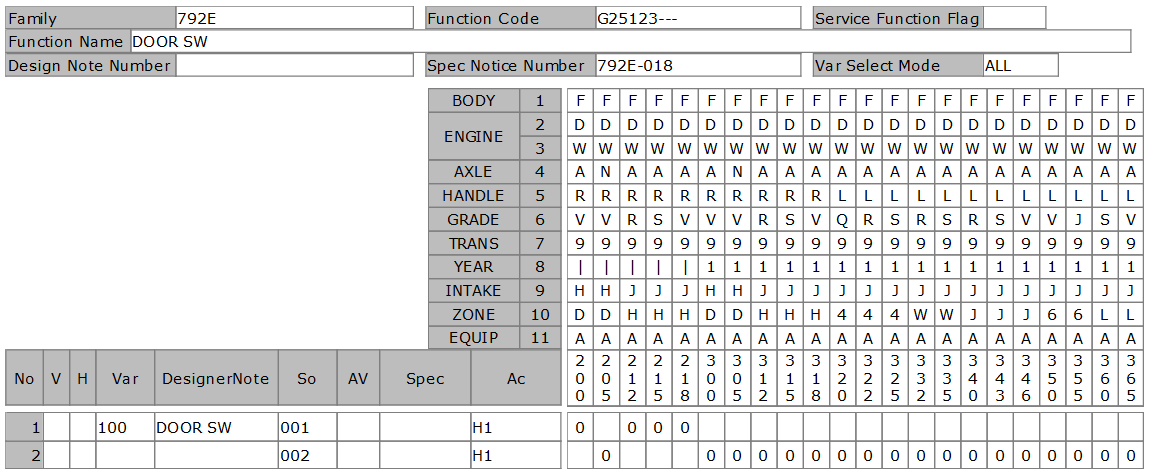 Family 792E Function Code G25123--- Service Function Flag
Function Name DOOR SW
Design Note Number Spec Notice Number 792E-018 Var Select Mode ALL
BODY 1 F F F F F F F F F F F F F F F F F F F F F F
ENGINE 2 D D D D D D D D D D D D D D D D D D D D D D
3 W W W W W W W W W W W W W W W W W W W W W W
AXLE 4 A N A A A A N A A A A A A A A A A A A A A A
HANDLE 5 R R R R R R R R R R L L L L L L L L L L L L
GRADE 6 V V R S V V V R S V Q R S R S R S V V J S V
TRANS 7 9 9 9 9 9 9 9 9 9 9 9 9 9 9 9 9 9 9 9 9 9 9
YEAR 8 | | | | | 1 1 1 1 1 1 1 1 1 1 1 1 1 1 1 1 1
INTAKE 9 H H J J J H H J J J J J J J J J J J J J J J
ZONE 10 D D H H H D D H H H 4 4 4 W W J J J 6 6 L L
EQUIP 11 A A A A A A A A A A A A A A A A A A A A A A
No V H Var DesignerNote So AV Spec Ac 200 205 212 215 218 300 305 312 315 318 320 322 325 332 335 340 343 346 350 355 360 365
1 100 DOOR SW 001 H1 0 0 0 0
2 002 H1 0 0 0 0 0 0 0 0 0 0 0 0 0 0 0 0 0 0